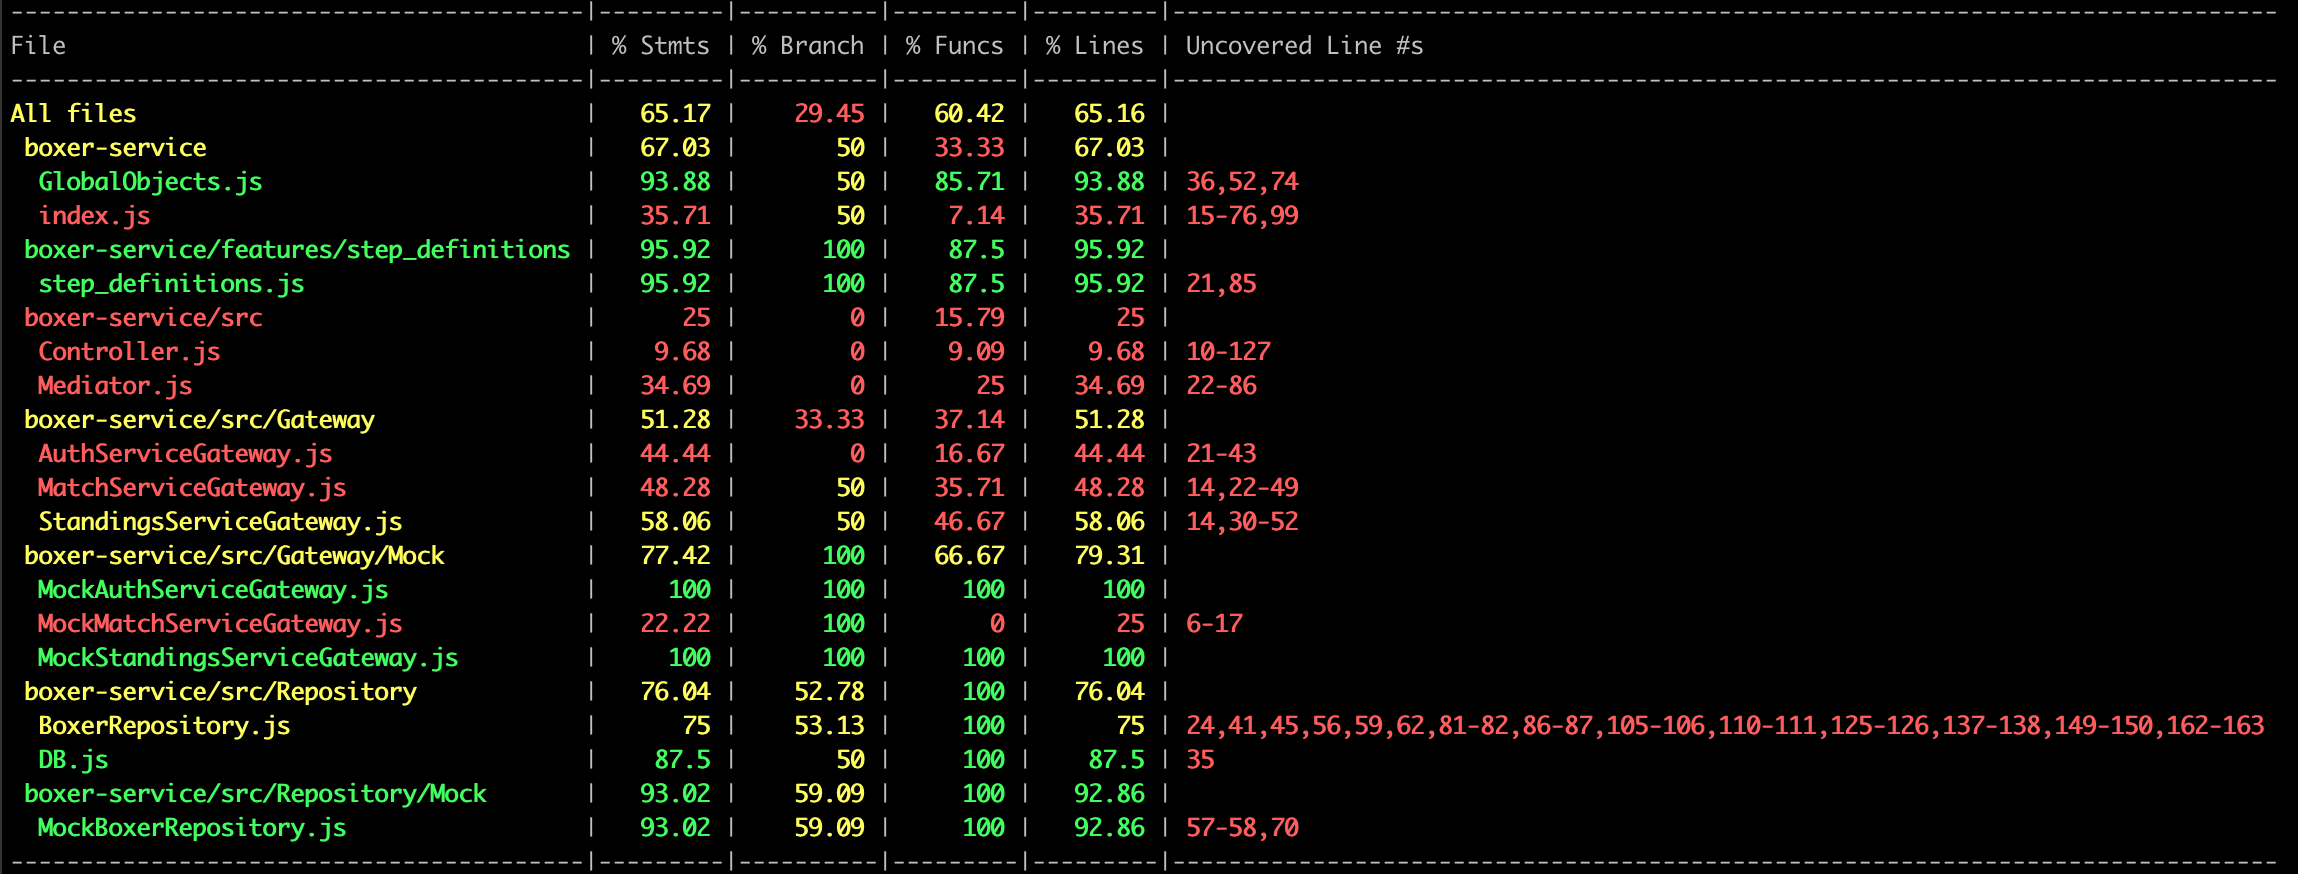 File | % Stmts | % Branch | % Funcs | % Lines | Uncovered Line #s
All files | 65.17 | 29.45 | 60.42 | 65.16 |
boxer-service | 67.03 | 50 | 33.33 | 67.03 |
GlobalObjects.js | 93.88 | 50 | 85.71 | 93.88 | 36,52,74
index.js | 35.71 | 50 | 7.14 | 35.71 | 15-76,99
boxer-service/features/step_definitions | 95.92 | 100 | 87.5 | 95.92 |
step_definitions.js | 95.92 | 100 | 87.5 | 95.92 | 21,85
boxer-service/src | 25 | 0 | 15.79 | 25 |
Controller.js | 9.68 | 0 | 9.09 | 9.68 | 10-127
Mediator.js | 34.69 | 0 | 25 | 34.69 | 22-86
boxer-service/src/Gateway | 51.28 | 33.33 | 37.14 | 51.28 |
AuthServiceGateway.js | 44.44 | 0 | 16.67 | 44.44 | 21-43
MatchServiceGateway.js | 48.28 | 50 | 35.71 | 48.28 | 14,22-49
StandingsServiceGateway.js | 58.06 | 50 | 46.67 | 58.06 | 14,30-52
boxer-service/src/Gateway/Mock | 77.42 | 100 | 66.67 | 79.31 |
MockAuthServiceGateway.js | 100 | 100 | 100 | 100 |
MockMatchServiceGateway.js | 22.22 | 100 | 0 | 25 | 6-17
MockStandingsServiceGateway.js | 100 | 100 | 100 | 100 |
boxer-service/src/Repository | 76.04 | 52.78 | 100 | 76.04 |
BoxerRepository.js | 75 | 53.13 | 100 | 75 | 24,41,45,56,59,62,81-82,86-87,105-106,110-111,125-126,137-138,149-150,162-163
DB.js | 87.5 | 50 | 100 | 87.5 | 35
boxer-service/src/Repository/Mock | 93.02 | 59.09 | 100 | 92.86 |
MockBoxerRepository.js | 93.02 | 59.09 | 100 | 92.86 | 57-58,70